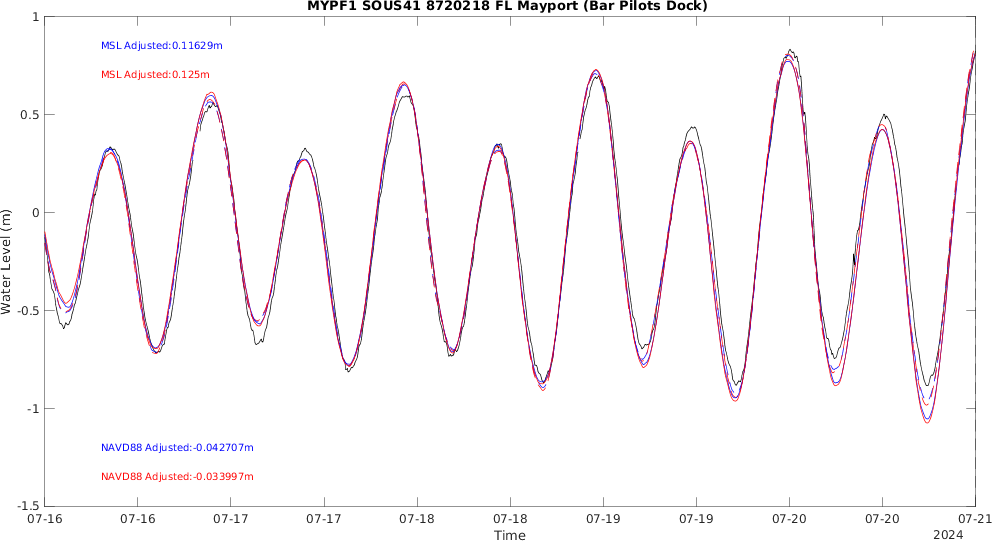 MYPF1 SOUS41 8720218 FL Mayport (Bar Pilots Dock)
1
MSL Adjusted:0.11629m
MSL Adjusted:0.125m
0.5
0
Water Level (m)
-0.5
-1
NAVD88 Adjusted:-0.042707m
NAVD88 Adjusted:-0.033997m
-1.5
07-16 07-16 07-17 07-17 07-18 07-18 07-19 07-19 07-20 07-20 07-21
Time
2024